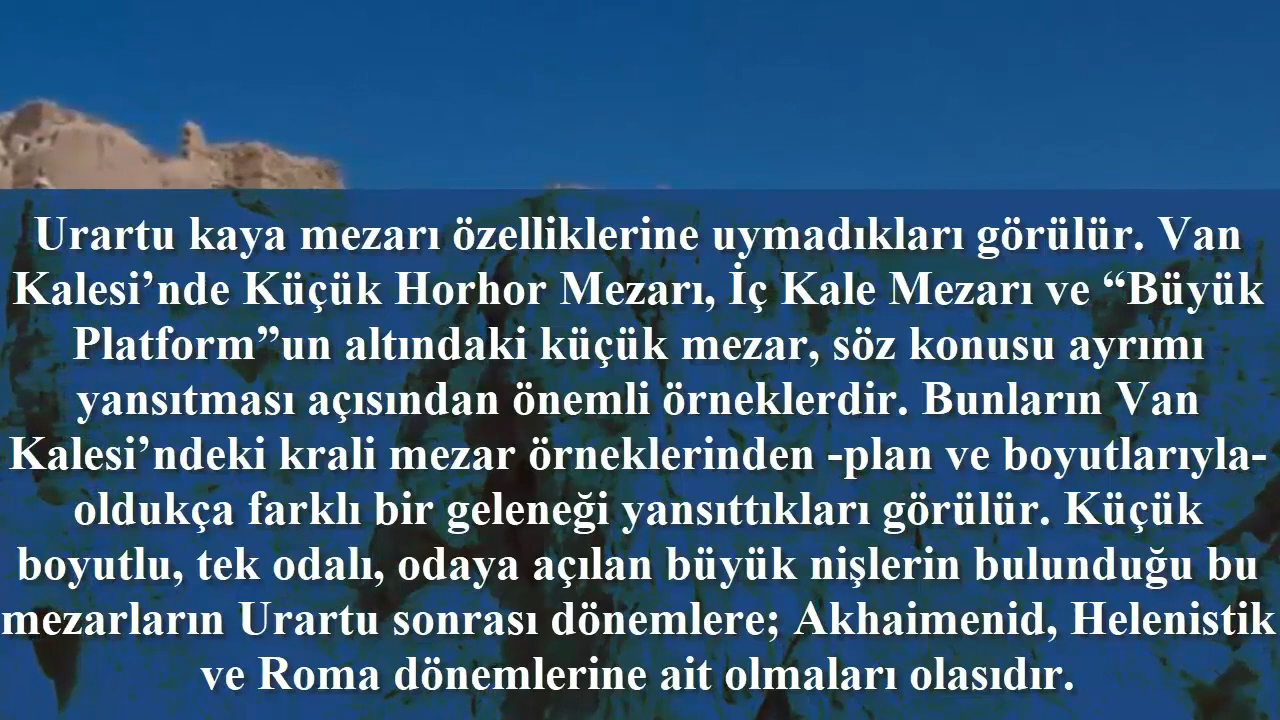 Urartu kaya mezarı özelliklerine uymadıkları görülür. Van
Kalesi’nde Küçük Horhor Mezarı, İç Kale Mezarı ve “Büyük
Platform”un altındaki küçük mezar, söz konusu ayrımı
yansıtması açısından önemli örneklerdir. Bunların Van
Kalesi’ndeki krali mezar örneklerinden -plan ve boyutlarıyla-
oldukça farklı bir geleneği yansıttıkları görülür. Küçük
boyutlu, tek odalı, odaya açılan büyük nişlerin bulunduğu bu
mezarların Urartu sonrası dönemlere; Akhaimenid, Helenistik
ve Roma dönemlerine ait olmaları olasıdır.